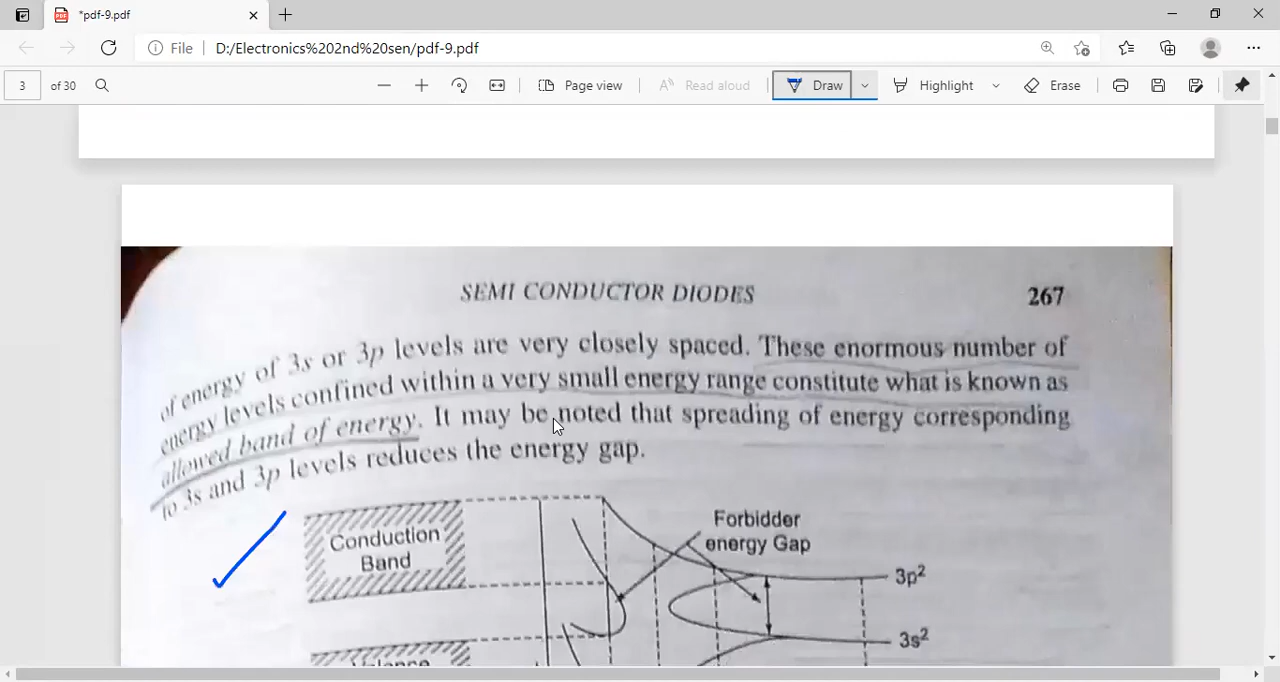 *pdf-9.pdf
File D:/Electronics%202nd%20sen/pdf-9.pdf
3 of 30 Page view Read aloud Draw Highlight Erase
SEMI CONDUCTOR DIODES 267
of energy of 3s or 3p levels are very closely spaced. These enormous number of
energy levels confined within a very small energy range constitute what is known as
allowed band of energy. It may be noted that spreading of energy corresponding
to 3s and 3p levels reduces the energy gap.
Forbidder
energy Gap
Conduction
Band
3p²
3s²